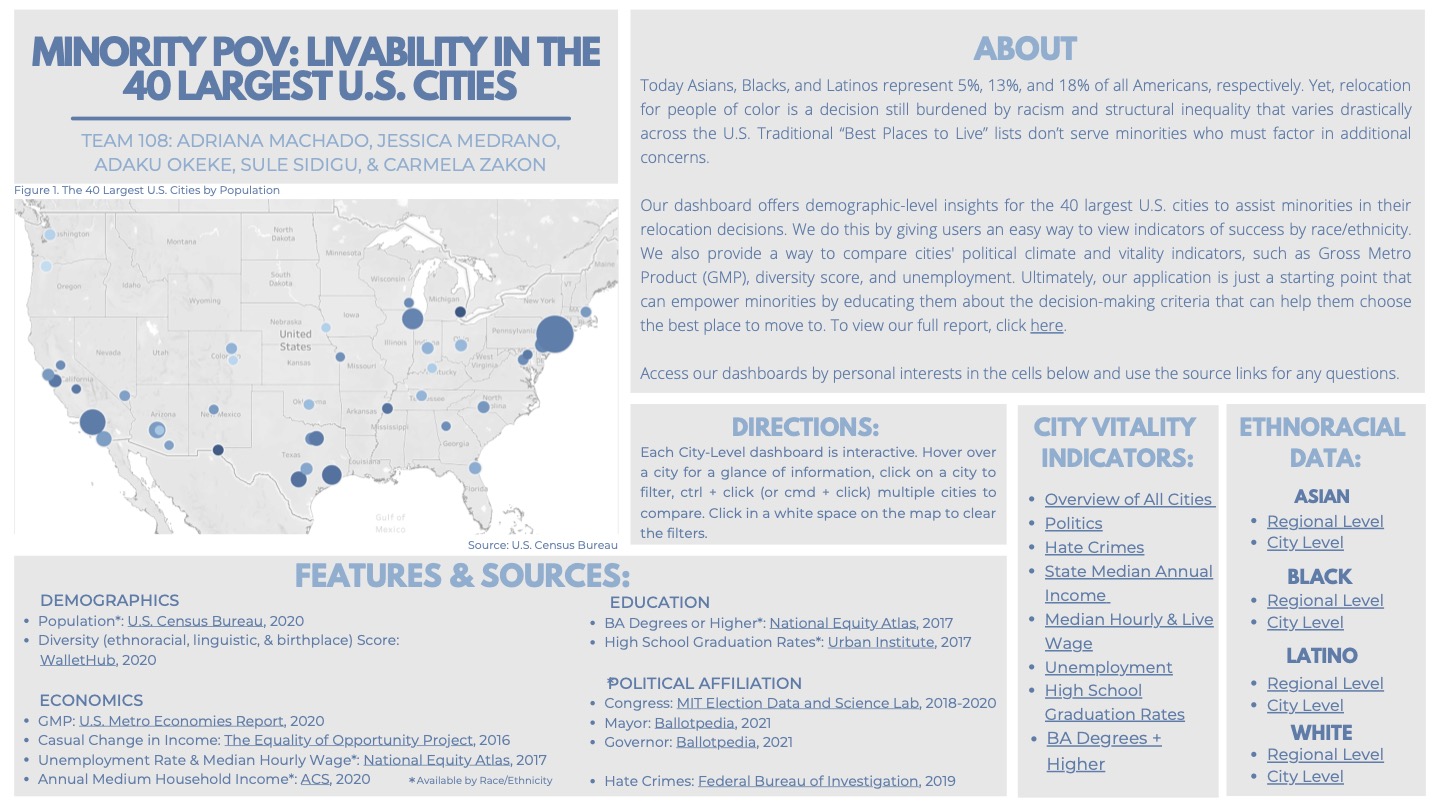 MINORITY POV: LIVABILITY IN THE
40 LARGEST U.S. CITIES
TEAM 108: ADRIANA MACHADO, JESSICA MEDRANO,
ADAKU OKEKE, SULE SIDIGU, & CARMELA ZAKON
Figure 1. The 40 Largest U.S. Cities by Population
Washington
Montana
North
Dakota
Minnesota
Maine
Oregon
Idaho
South
Dakota
Wisconsin
Michigan
VT
New York
Wyoming
Nebraska
Pennsylvania
Nevada
Utah
United
States
Illinois
Kansas
Missouri
West
Virginia
California
Arizona
New Mexico
Arkansas
North
Carolina
Mississippi
Georgia
Texas
Louisiana
Florida
Gulf of
Mexico
Source: U.S. Census Bureau
ABOUT
Today Asians, Blacks, and Latinos represent 5%, 13%, and 18% of all Americans, respectively. Yet, relocation
for people of color is a decision still burdened by racism and structural inequality that varies drastically
across the U.S. Traditional “Best Places to Live” lists don’t serve minorities who must factor in additional
concerns.
Our dashboard offers demographic-level insights for the 40 largest U.S. cities to assist minorities in their
relocation decisions. We do this by giving users an easy way to view indicators of success by race/ethnicity.
We also provide a way to compare cities' political climate and vitality indicators, such as Gross Metro
Product (GMP), diversity score, and unemployment. Ultimately, our application is just a starting point that
can empower minorities by educating them about the decision-making criteria that can help them choose
the best place to move to. To view our full report, click here.
Access our dashboards by personal interests in the cells below and use the source links for any questions.
DIRECTIONS:
Each City-Level dashboard is interactive. Hover over
a city for a glance of information, click on a city to
filter, ctrl + click (or cmd + click) multiple cities to
compare. Click in a white space on the map to clear
the filters.
CITY VITALITY
INDICATORS:
• Overview of All Cities
• Politics
• Hate Crimes
• State Median Annual
Income
• Median Hourly & Live
Wage
• Unemployment
• High School
Graduation Rates
• BA Degrees +
Higher
ETHNORACIAL
DATA:
ASIAN
• Regional Level
• City Level
BLACK
• Regional Level
• City Level
LATINO
• Regional Level
• City Level
WHITE
• Regional Level
• City Level
FEATURES & SOURCES:
DEMOGRAPHICS
• Population*: U.S. Census Bureau, 2020
• Diversity (ethnoracial, linguistic, & birthplace) Score:
WalletHub, 2020
ECONOMICS
• GMP: U.S. Metro Economies Report, 2020
• Casual Change in Income: The Equality of Opportunity Project, 2016
• Unemployment Rate & Median Hourly Wage*: National Equity Atlas, 2017
• Annual Medium Household Income*: ACS, 2020
*Available by Race/Ethnicity
EDUCATION
• BA Degrees or Higher*: National Equity Atlas, 2017
• High School Graduation Rates*: Urban Institute, 2017
*POLITICAL AFFILIATION
• Congress: MIT Election Data and Science Lab, 2018-2020
• Mayor: Ballotpedia, 2021
• Governor: Ballotpedia, 2021
• Hate Crimes: Federal Bureau of Investigation, 2019